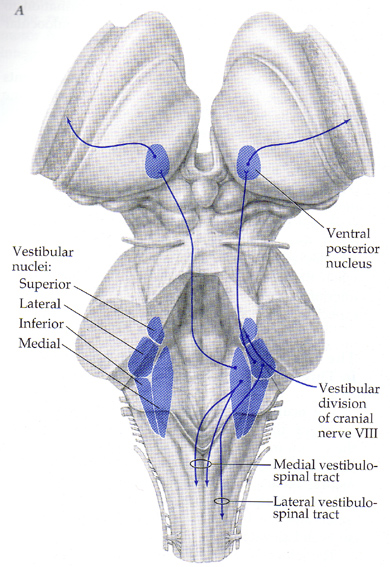 A
Ventral
posterior
nucleus
Vestibular
nuclei:
Superior
Lateral
Inferior
Medial
Vestibular
division
of cranial
nerve VIII
Medial vestibulo-
spinal tract
Lateral vestibulo-
spinal tract